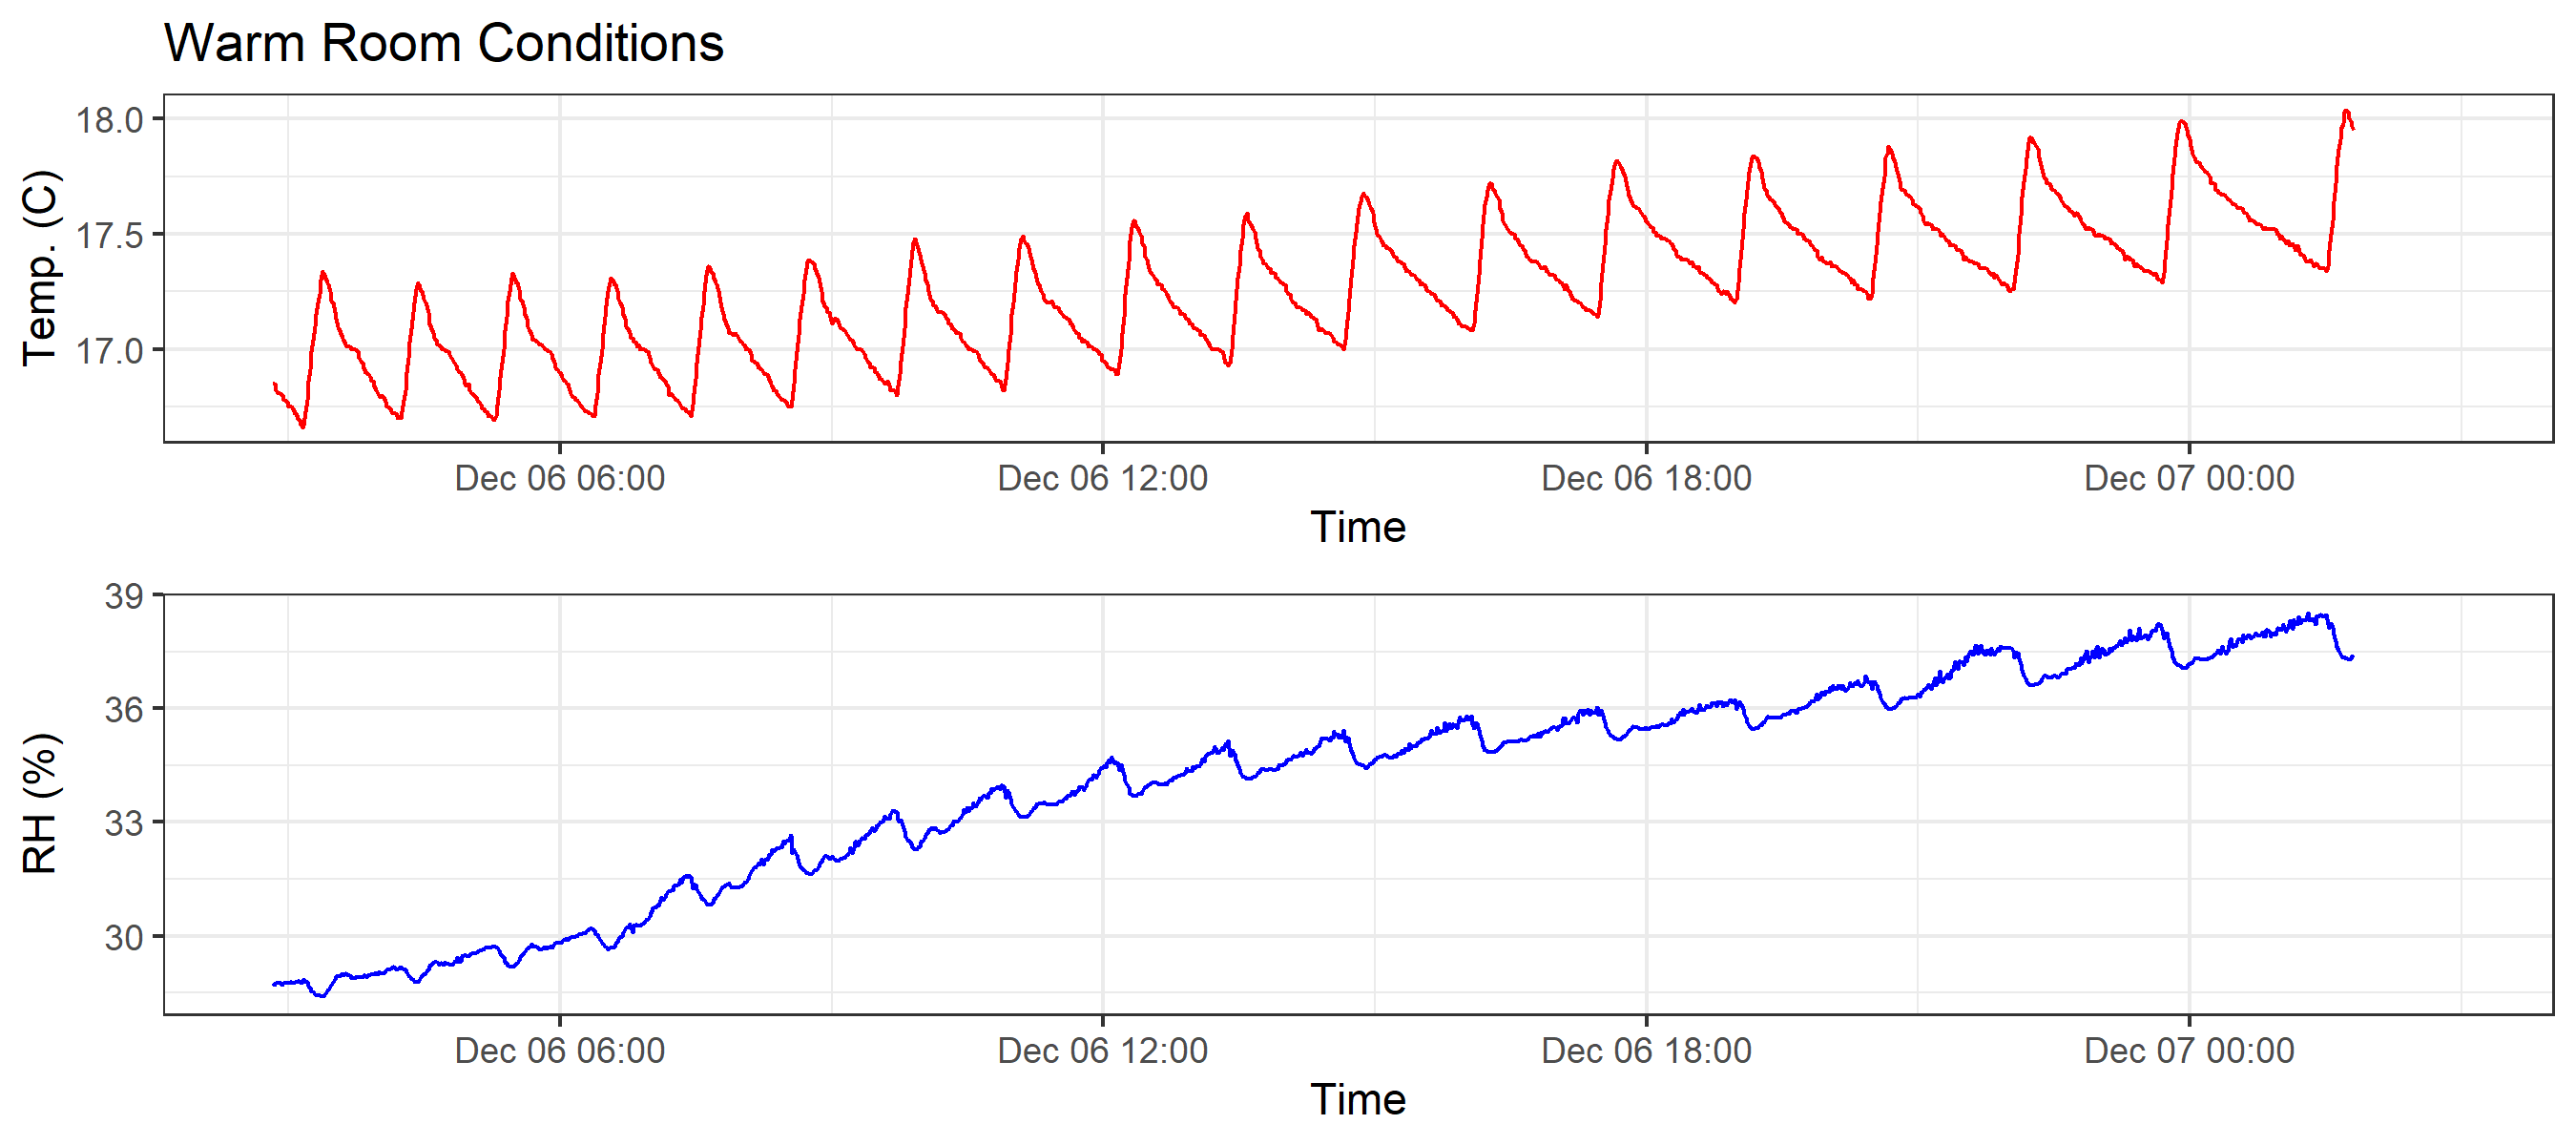 Warm Room Conditions
18.0
17.5
17.0
Temp. (C)
Dec 06 06:00 Dec 06 12:00 Dec 06 18:00 Dec 07 00:00
Time
39
36
33
30
RH (%)
Dec 06 06:00 Dec 06 12:00 Dec 06 18:00 Dec 07 00:00
Time